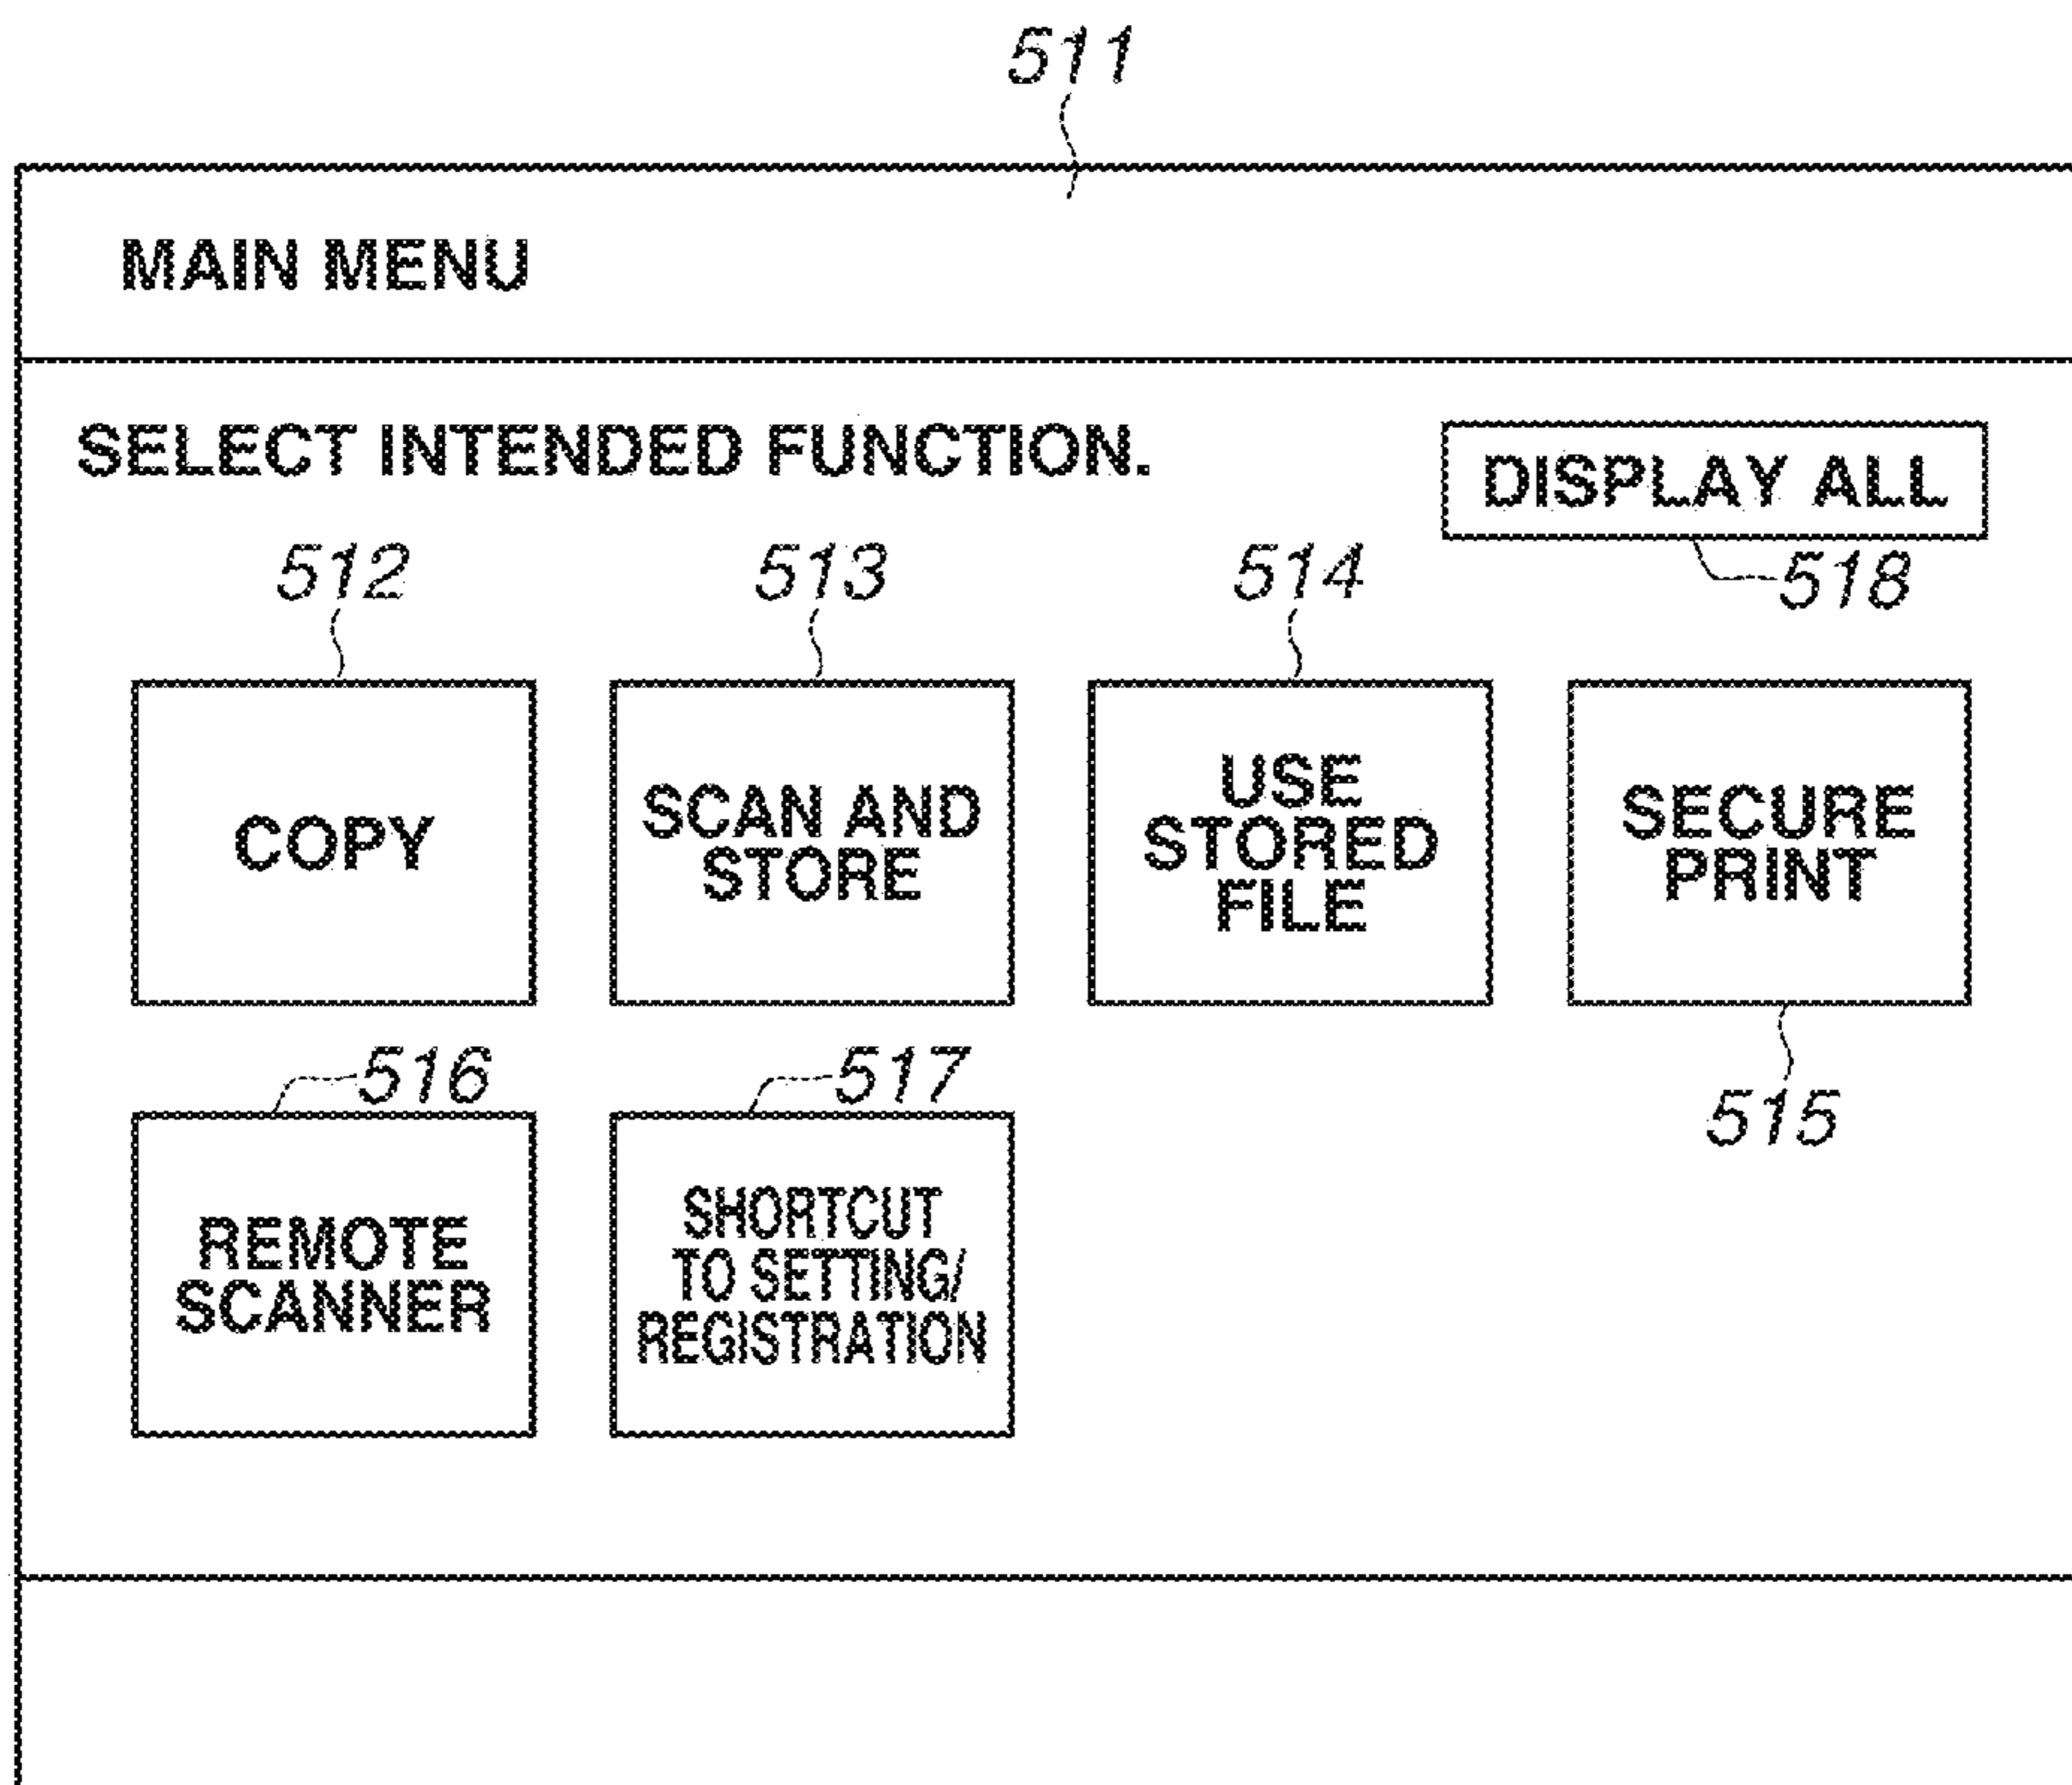 511
MAIN MENU
SELECT INTENDED FUNCTION.
DISPLAY ALL
518
512
513
514
COPY
SCAN AND
STORE
USE
STORED
FILE
SECURE
PRINT
515
516
517
REMOTE
SCANNER
SHORTCUT
TO SETTING/
REGISTRATION